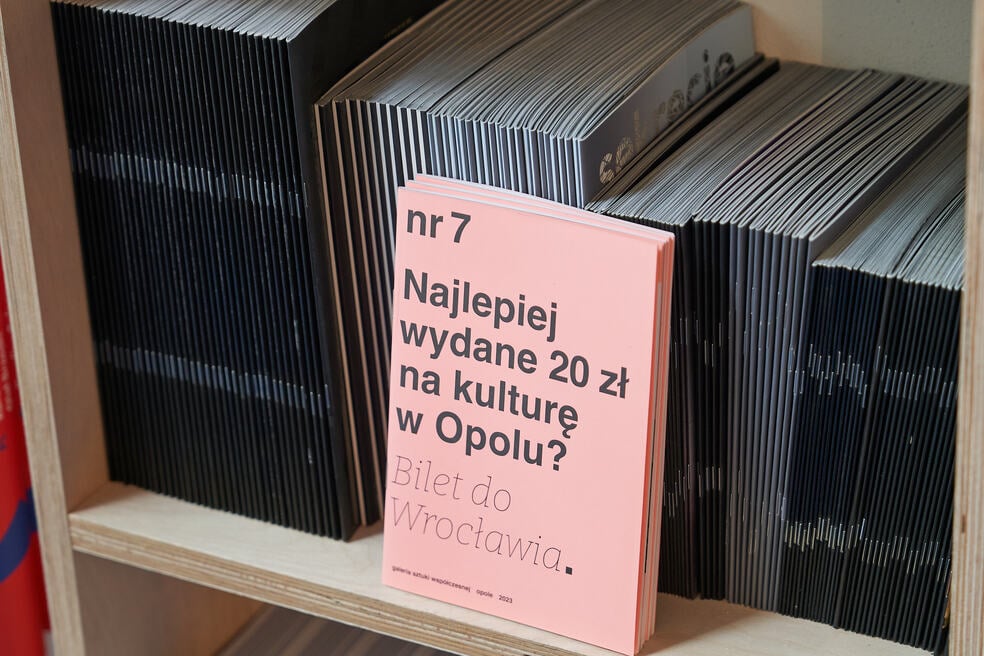 nr 7
Najlepiej
wydane 20 zł
na kulturę
w Opolu?
Bilet do
Wrocławia.
galeria sztuki współczesnej opole 2023